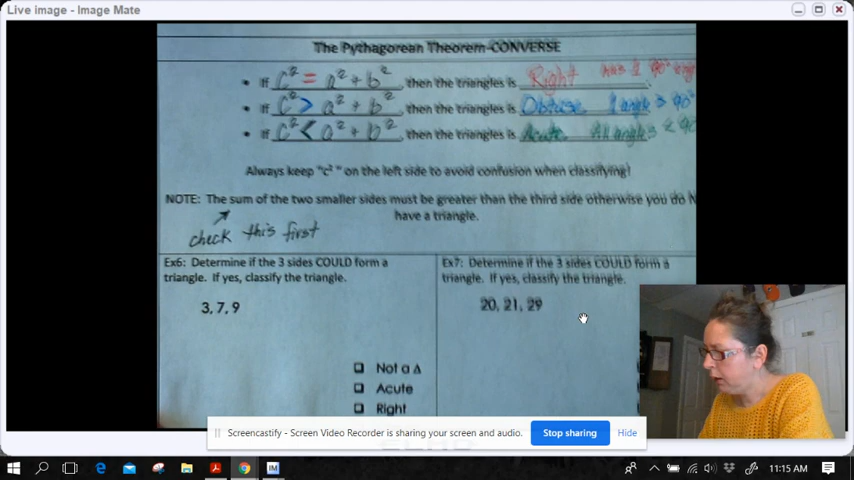 Live image - Image Mate
The Pythagorean Theorem-CONVERSE
• If c² = a² + b², then the triangles is Right has 1 90°
• If c² > a² + b², then the triangles is Obtuse 1 angle > 90°
• If c² < a² + b², then the triangles is Acute All angles < 90°
Always keep "c²" on the left side to avoid confusion when classifying!
NOTE: The sum of the two smaller sides must be greater than the third side otherwise you do N
have a triangle.
check this first
Ex6: Determine if the 3 sides COULD form a
triangle. If yes, classify the triangle.
3, 7, 9
Not a Δ
Acute
Right
Ex7: Determine if the 3 sides COULD form a
triangle. If yes, classify the triangle.
20, 21, 29
Screencastify - Screen Video Recorder is sharing your screen and audio. Stop sharing Hide
11:15 AM